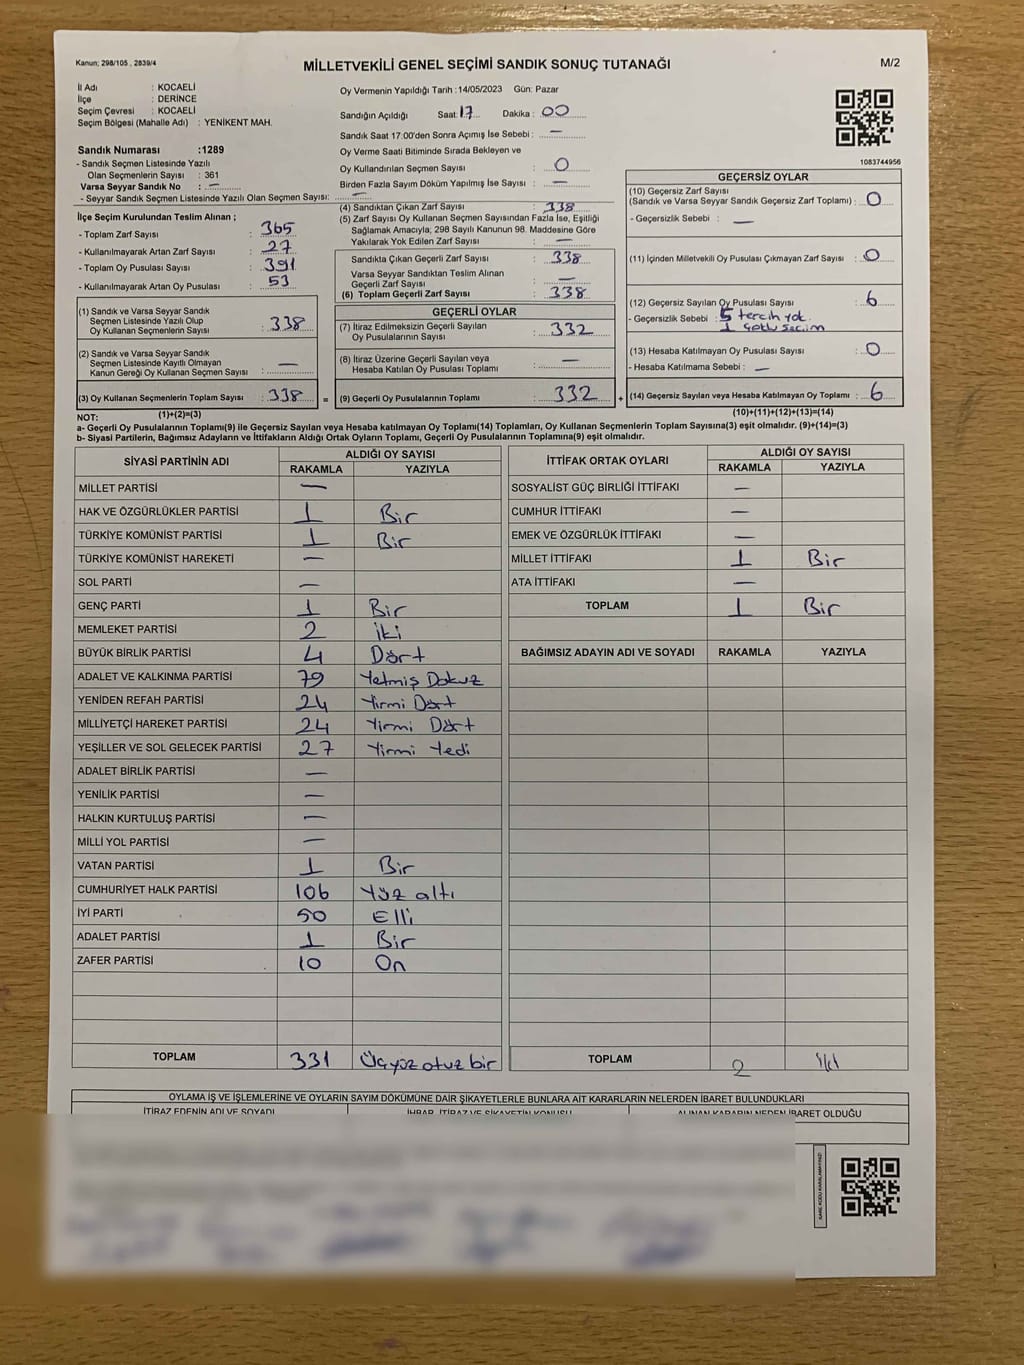 Kanun; 298/105 , 2839/4
MİLLETVEKİLİ GENEL SEÇİMİ SANDIK SONUÇ TUTANAĞI
M/2
İl Adı : KOCAELİ
İlçe : DERİNCE
Seçim Çevresi : KOCAELİ
Seçim Bölgesi (Mahalle Adı) : YENİKENT MAH.
Sandık Numarası :1289
- Sandık Seçmen Listesinde Yazılı
Olan Seçmenlerin Sayısı : 361
Varsa Seyyar Sandık No : —
- Seyyar Sandık Seçmen Listesinde Yazılı Olan Seçmen Sayısı: —
İlçe Seçim Kurulundan Teslim Alınan ;
- Toplam Zarf Sayısı : 365
- Kullanılmayarak Artan Zarf Sayısı : 27
- Toplam Oy Pusulası Sayısı : 391
- Kullanılmayarak Artan Oy Pusulası : 53
(1) Sandık ve Varsa Seyyar Sandık
Seçmen Listesinde Yazılı Olup
Oy Kullanan Seçmenlerin Sayısı : 338
(2) Sandık ve Varsa Seyyar Sandık
Seçmen Listesinde Kayıtlı Olmayan
Kanun Gereği Oy Kullanan Seçmen Sayısı : —
(3) Oy Kullanan Seçmenlerin Toplam Sayısı : 338 =
(1)+(2)=(3)
Oy Vermenin Yapıldığı Tarih :14/05/2023 Gün: Pazar
Sandığın Açıldığı Saat: 17 Dakika : 00
Sandık Saat 17:00'den Sonra Açımış İse Sebebi : —
Oy Verme Saati Bitiminde Sırada Bekleyen ve
Oy Kullandırılan Seçmen Sayısı : 0
Birden Fazla Sayım Döküm Yapılmış İse Sayısı : —
(4) Sandıktan Çıkan Zarf Sayısı : 338
(5) Zarf Sayısı Oy Kullanan Seçmen Sayısından Fazla İse, Eşitliği
Sağlamak Amacıyla; 298 Sayılı Kanunun 98. Maddesine Göre
Yakılarak Yok Edilen Zarf Sayısı : —
Sandıkta Çıkan Geçerli Zarf Sayısı : 338
Varsa Seyyar Sandıktan Teslim Alınan
Geçerli Zarf Sayısı : —
(6) Toplam Geçerli Zarf Sayısı : 338
GEÇERLİ OYLAR
(7) İtiraz Edilmeksizin Geçerli Sayılan
Oy Pusulalarının Sayısı : 332
(8) İtiraz Üzerine Geçerli Sayılan veya
Hesaba Katılan Oy Pusulası Toplamı : —
(9) Geçerli Oy Pusulalarının Toplamı : 332 +
1083744956
GEÇERSİZ OYLAR
(10) Geçersiz Zarf Sayısı
(Sandık ve Varsa Seyyar Sandık Geçersiz Zarf Toplamı) : 0
- Geçersizlik Sebebi : —
(11) İçinden Milletvekili Oy Pusulası Çıkmayan Zarf Sayısı : 0
(12) Geçersiz Sayılan Oy Pusulası Sayısı : 6
- Geçersizlik Sebebi : 5 tercih yok
1 çoklu seçim
(13) Hesaba Katılmayan Oy Pusulası Sayısı : 0
- Hesaba Katılmama Sebebi : —
(14) Geçersiz Sayılan veya Hesaba Katılmayan Oy Toplamı : 6
(10)+(11)+(12)+(13)=(14)
NOT:
a- Geçerli Oy Pusulalarının Toplamı(9) ile Geçersiz Sayılan veya Hesaba katılmayan Oy Pusulası Toplamı(14) Toplamları, Oy Kullanan Seçmenlerin Toplam Sayısına(3) eşit olmalıdır. (9)+(14)=(3)
b- Siyasi Partilerin, Bağımsız Adayların ve İttifakların Aldığı Ortak Oyların Toplamı, Geçerli Oy Pusulalarının Toplamına(9) eşit olmalıdır.
SİYASİ PARTİNİN ADI ALDIĞI OY SAYISI
RAKAMLA YAZIYLA
MİLLET PARTİSİ —
HAK VE ÖZGÜRLÜKLER PARTİSİ 1 Bir
TÜRKİYE KOMÜNİST PARTİSİ 1 Bir
TÜRKİYE KOMÜNİST HAREKETİ —
SOL PARTİ —
GENÇ PARTİ 1 Bir
MEMLEKET PARTİSİ 2 iki
BÜYÜK BİRLİK PARTİSİ 4 Dört
ADALET VE KALKINMA PARTİSİ 79 Yetmiş Dokuz
YENİDEN REFAH PARTİSİ 24 Yirmi Dört
MİLLİYETÇİ HAREKET PARTİSİ 24 Yirmi Dört
YEŞİLLER VE SOL GELECEK PARTİSİ 27 Yirmi Yedi
ADALET BİRLİK PARTİSİ —
YENİLİK PARTİSİ —
HALKIN KURTULUŞ PARTİSİ —
MİLLİ YOL PARTİSİ —
VATAN PARTİSİ 1 Bir
CUMHURİYET HALK PARTİSİ 106 Yüz altı
İYİ PARTİ 50 Elli
ADALET PARTİSİ 1 Bir
ZAFER PARTİSİ 10 On
TOPLAM 331 Üçyüz otuz bir
İTTİFAK ORTAK OYLARI ALDIĞI OY SAYISI
RAKAMLA YAZIYLA
SOSYALİST GÜÇ BİRLİĞİ İTTİFAKI —
CUMHUR İTTİFAKI —
EMEK VE ÖZGÜRLÜK İTTİFAKI —
MİLLET İTTİFAKI 1 Bir
ATA İTTİFAKI —
TOPLAM 1 Bir
BAĞIMSIZ ADAYIN ADI VE SOYADI RAKAMLA YAZIYLA
TOPLAM 2
OYLAMA İŞ VE İŞLEMLERİNE VE OYLARIN SAYIM DÖKÜMÜNE DAİR ŞİKAYETLERLE BUNLARA AİT KARARLARIN NELERDEN İBARET BULUNDUKLARI
İTİRAZ EDENİN ADI VE SOYADI İHBAR, İTİRAZ VE ŞİKAYETİN KONUSU ALINAN KARARIN NEDEN İBARET OLDUĞU